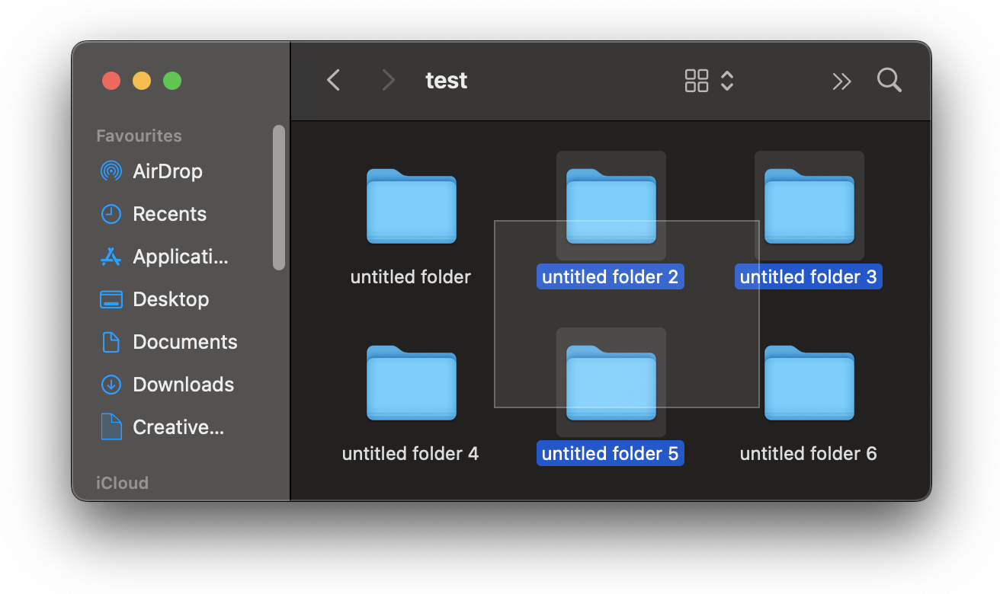 test
Favourites
AirDrop
Recents
Applicati...
Desktop
Documents
Downloads
Creative...
iCloud
untitled folder
untitled folder 2
untitled folder 3
untitled folder 4
untitled folder 5
untitled folder 6